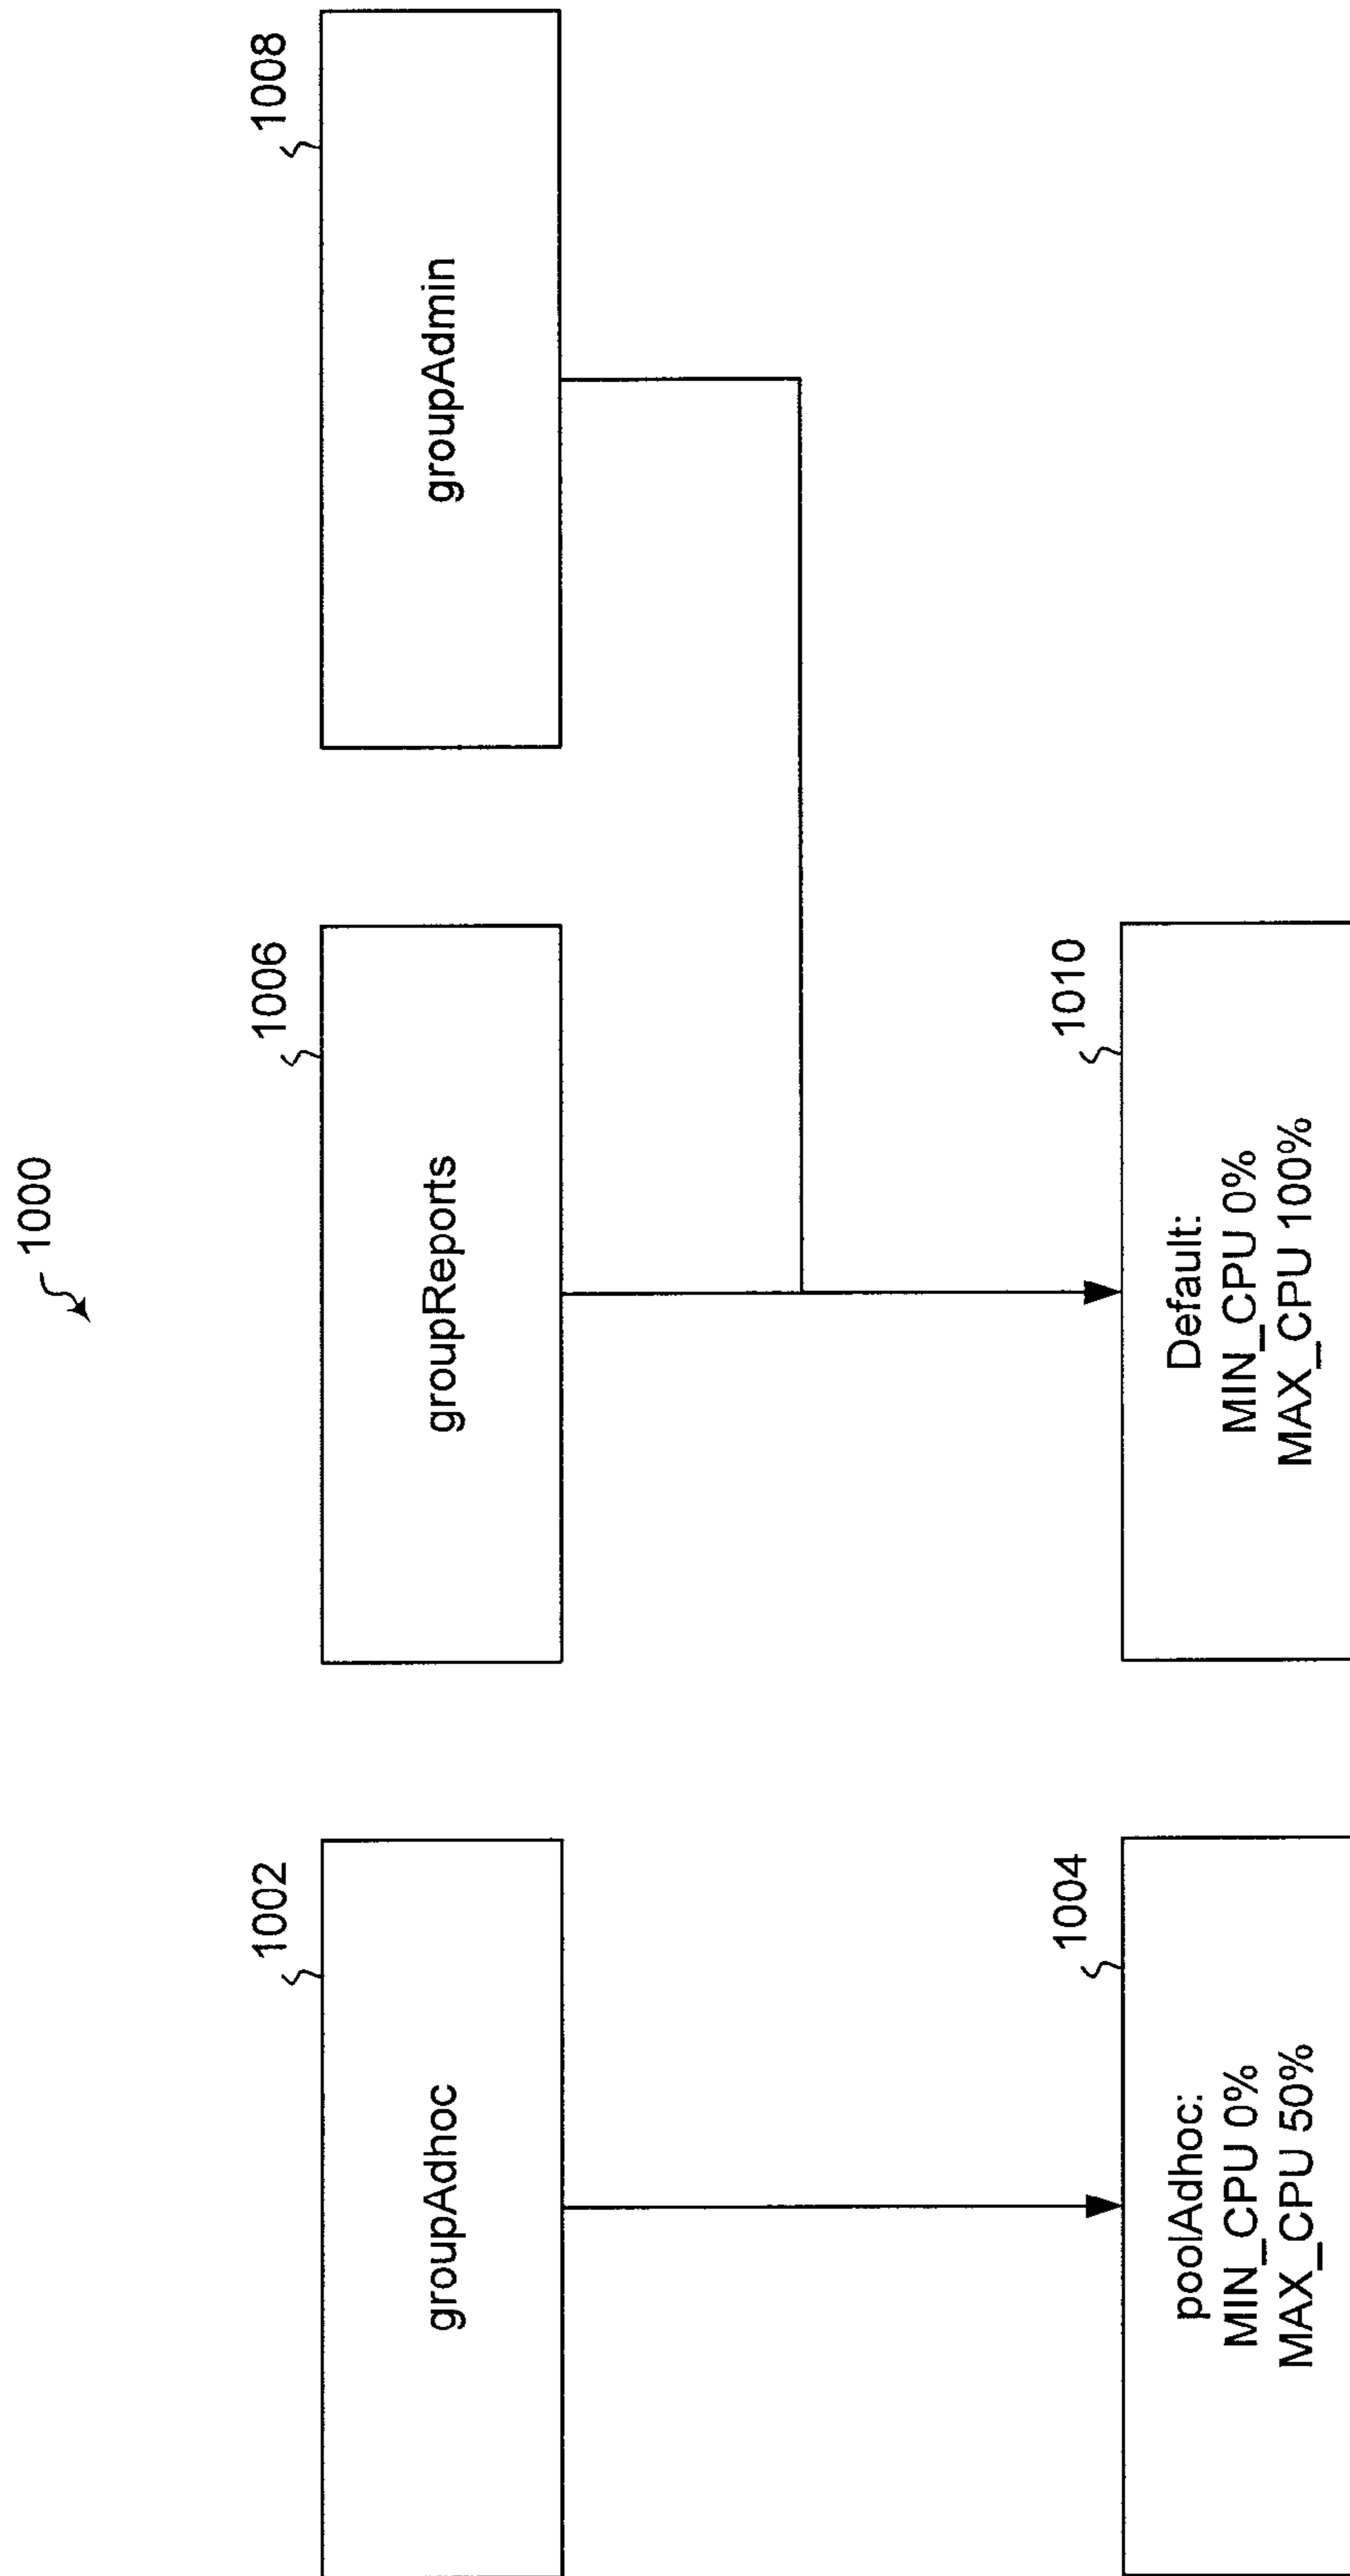 1000
1002
groupAdhoc
1006
groupReports
1008
groupAdmin
1004
poolAdhoc:
MIN_CPU 0%
MAX_CPU 50%
1010
Default:
MIN_CPU 0%
MAX_CPU 100%